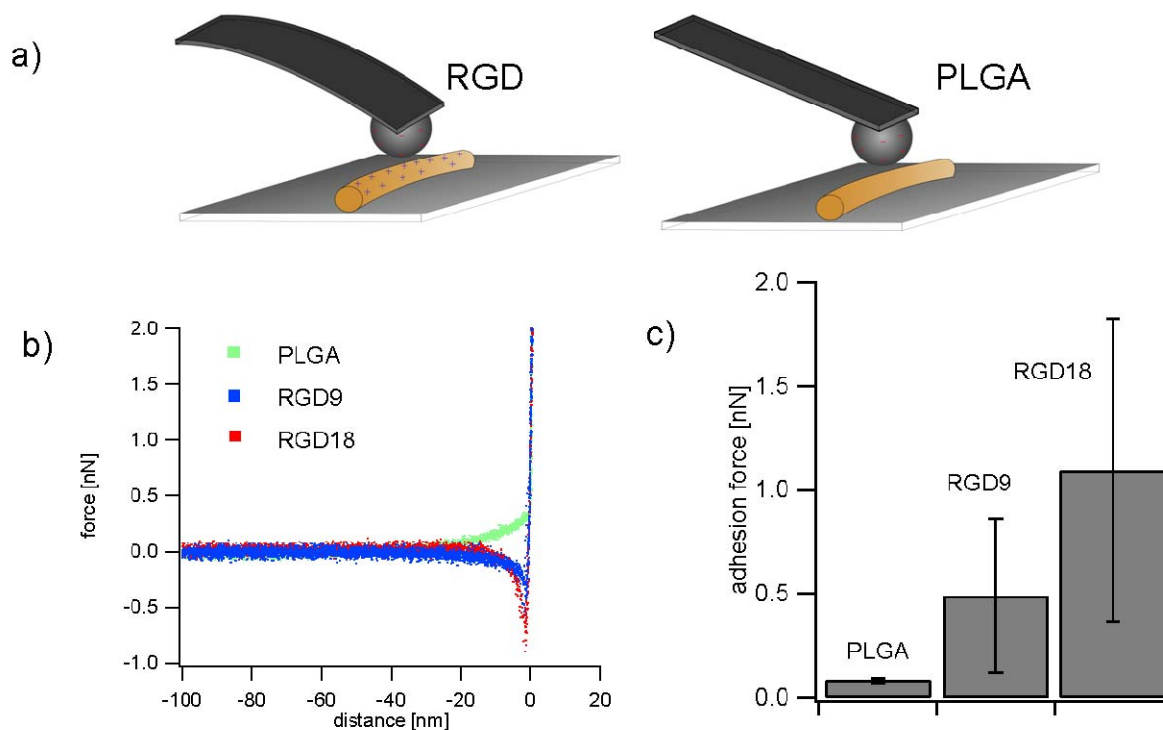 a)
RGD
PLGA
b)
force [nN]
2.0
1.5
1.0
0.5
0.0
-0.5
-1.0
PLGA
RGD9
RGD18
-100
-80
-60
-40
-20
0
20
distance [nm]
c)
adhesion force [nN]
2.0
1.5
1.0
0.5
0.0
PLGA
RGD9
RGD18